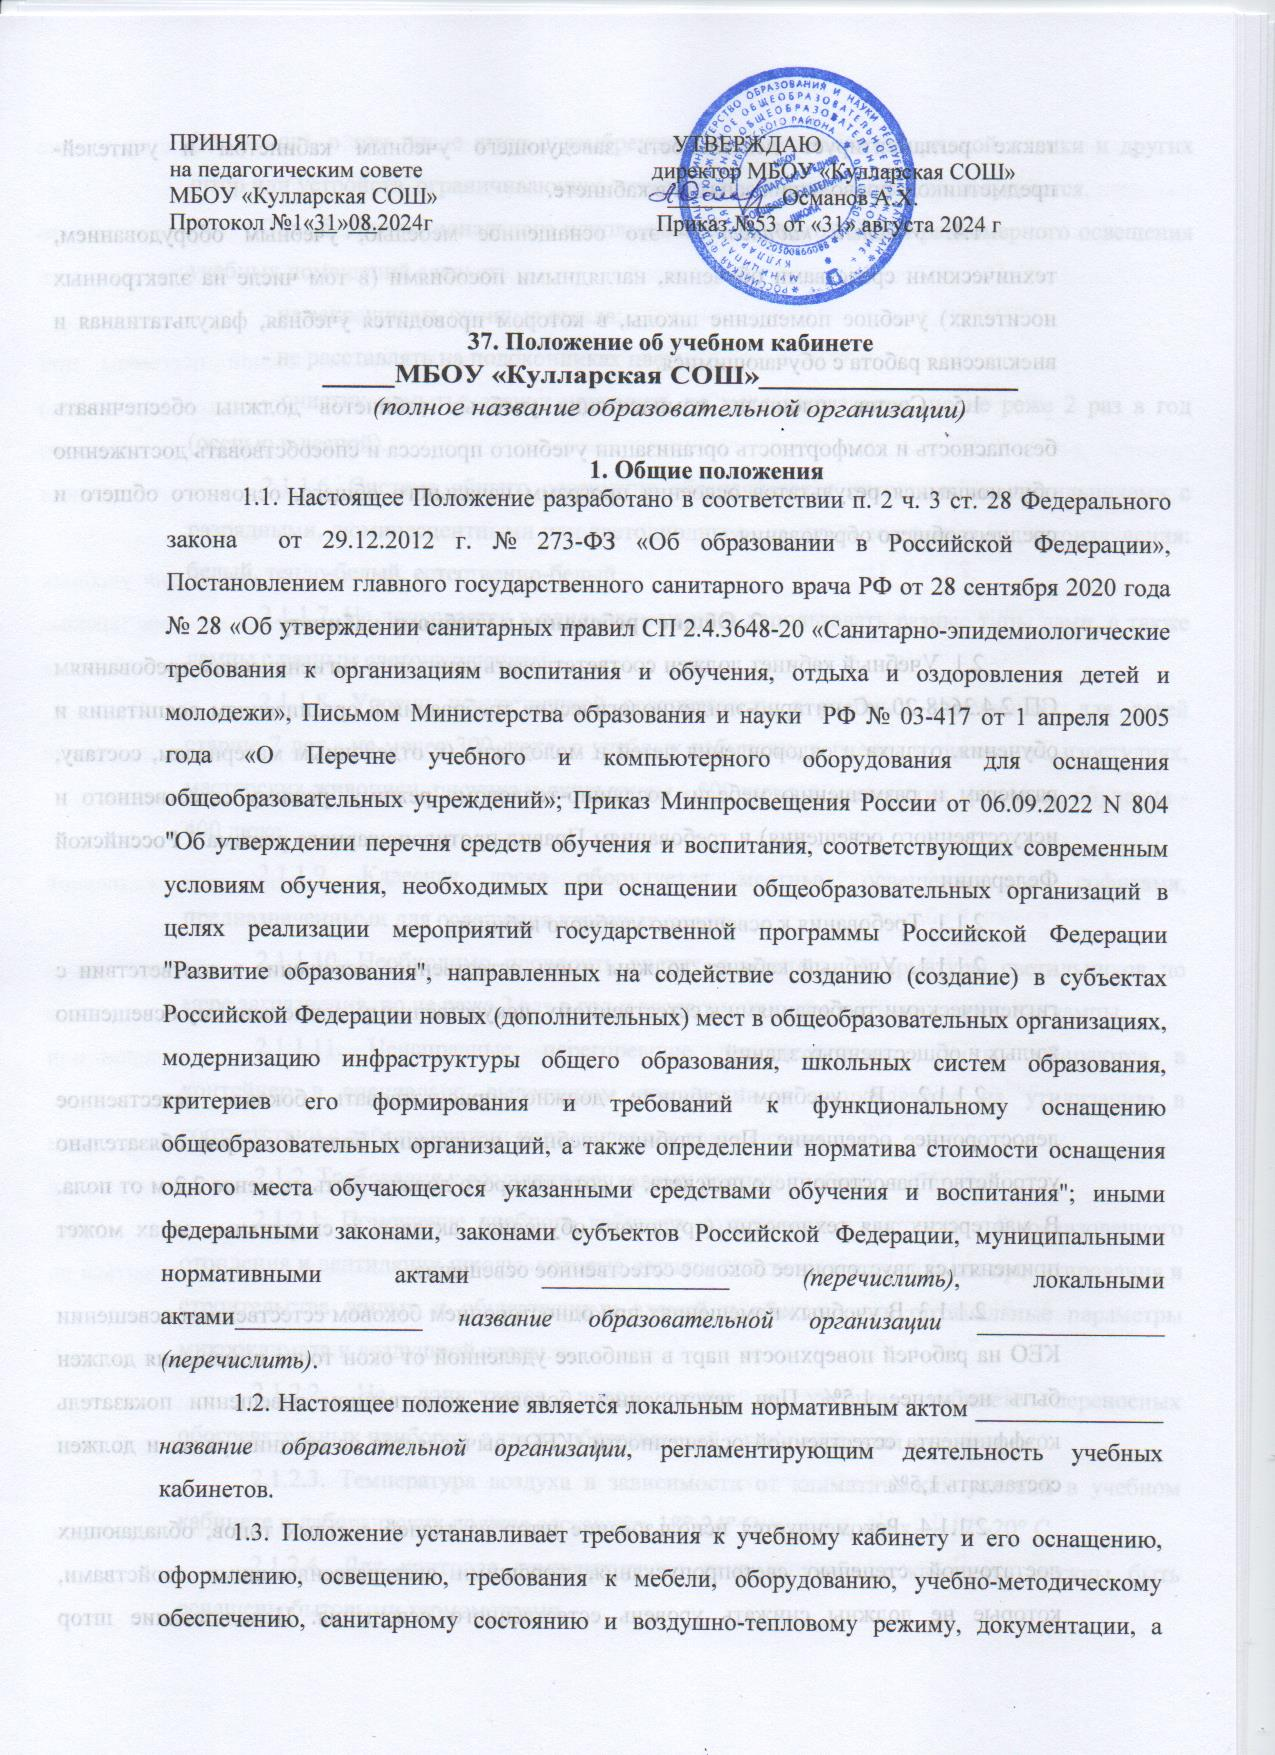 ПРИНЯТО
на педагогическом совете
МБОУ «Кулларская СОШ»
Протокол №1«31»08.2024г
УТВЕРЖДАЮ
директор МБОУ «Кулларская СОШ»
Османов А.Х.
Приказ №53 от «31» августа 2024 г
37. Положение об учебном кабинете
_____МБОУ «Кулларская СОШ»__________________
(полное название образовательной организации)
1. Общие положения
1.1. Настоящее Положение разработано в соответствии п. 2 ч. 3 ст. 28 Федерального
закона от 29.12.2012 г. № 273-ФЗ «Об образовании в Российской Федерации»,
Постановлением главного государственного санитарного врача РФ от 28 сентября 2020 года
№ 28 «Об утверждении санитарных правил СП 2.4.3648-20 «Санитарно-эпидемиологические
требования к организациям воспитания и обучения, отдыха и оздоровления детей и
молодежи», Письмом Министерства образования и науки РФ № 03-417 от 1 апреля 2005
года «О Перечне учебного и компьютерного оборудования для оснащения
общеобразовательных учреждений»; Приказ Минпросвещения России от 06.09.2022 N 804
"Об утверждении перечня средств обучения и воспитания, соответствующих современным
условиям обучения, необходимых при оснащении общеобразовательных организаций в
целях реализации мероприятий государственной программы Российской Федерации
"Развитие образования", направленных на содействие созданию (создание) в субъектах
Российской Федерации новых (дополнительных) мест в общеобразовательных организациях,
модернизацию инфраструктуры общего образования, школьных систем образования,
критериев его формирования и требований к функциональному оснащению
общеобразовательных организаций, а также определении норматива стоимости оснащения
одного места обучающегося указанными средствами обучения и воспитания"; иными
федеральными законами, законами субъектов Российской Федерации, муниципальными
нормативными актами _______________ (перечислить), локальными
актами_______________ название образовательной организации _______________
(перечислить).
1.2. Настоящее положение является локальным нормативным актом _______________
название образовательной организации, регламентирующим деятельность учебных
кабинетов.
1.3. Положение устанавливает требования к учебному кабинету и его оснащению,
оформлению, освещению, требования к мебели, оборудованию, учебно-методическому
обеспечению, санитарному состоянию и воздушно-тепловому режиму, документации, а